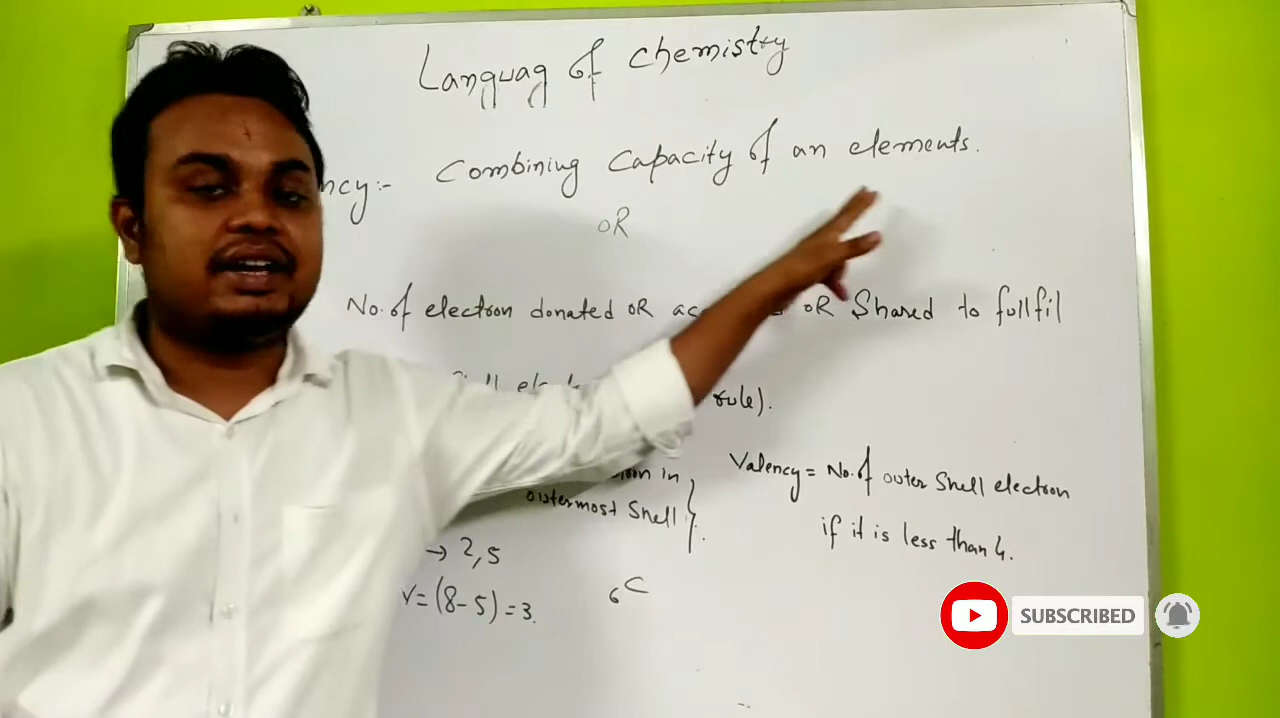 Languag of chemistry
ncy:- Combining Capacity of an elements.
OR
No. of electron donated OR OR Shared to fullfil
rule).
in
outermost Shell
Valency = No. of outer Shell electron
if it is less than 4.
→ 2,5
V=(8-5)=3.
6C
SUBSCRIBED